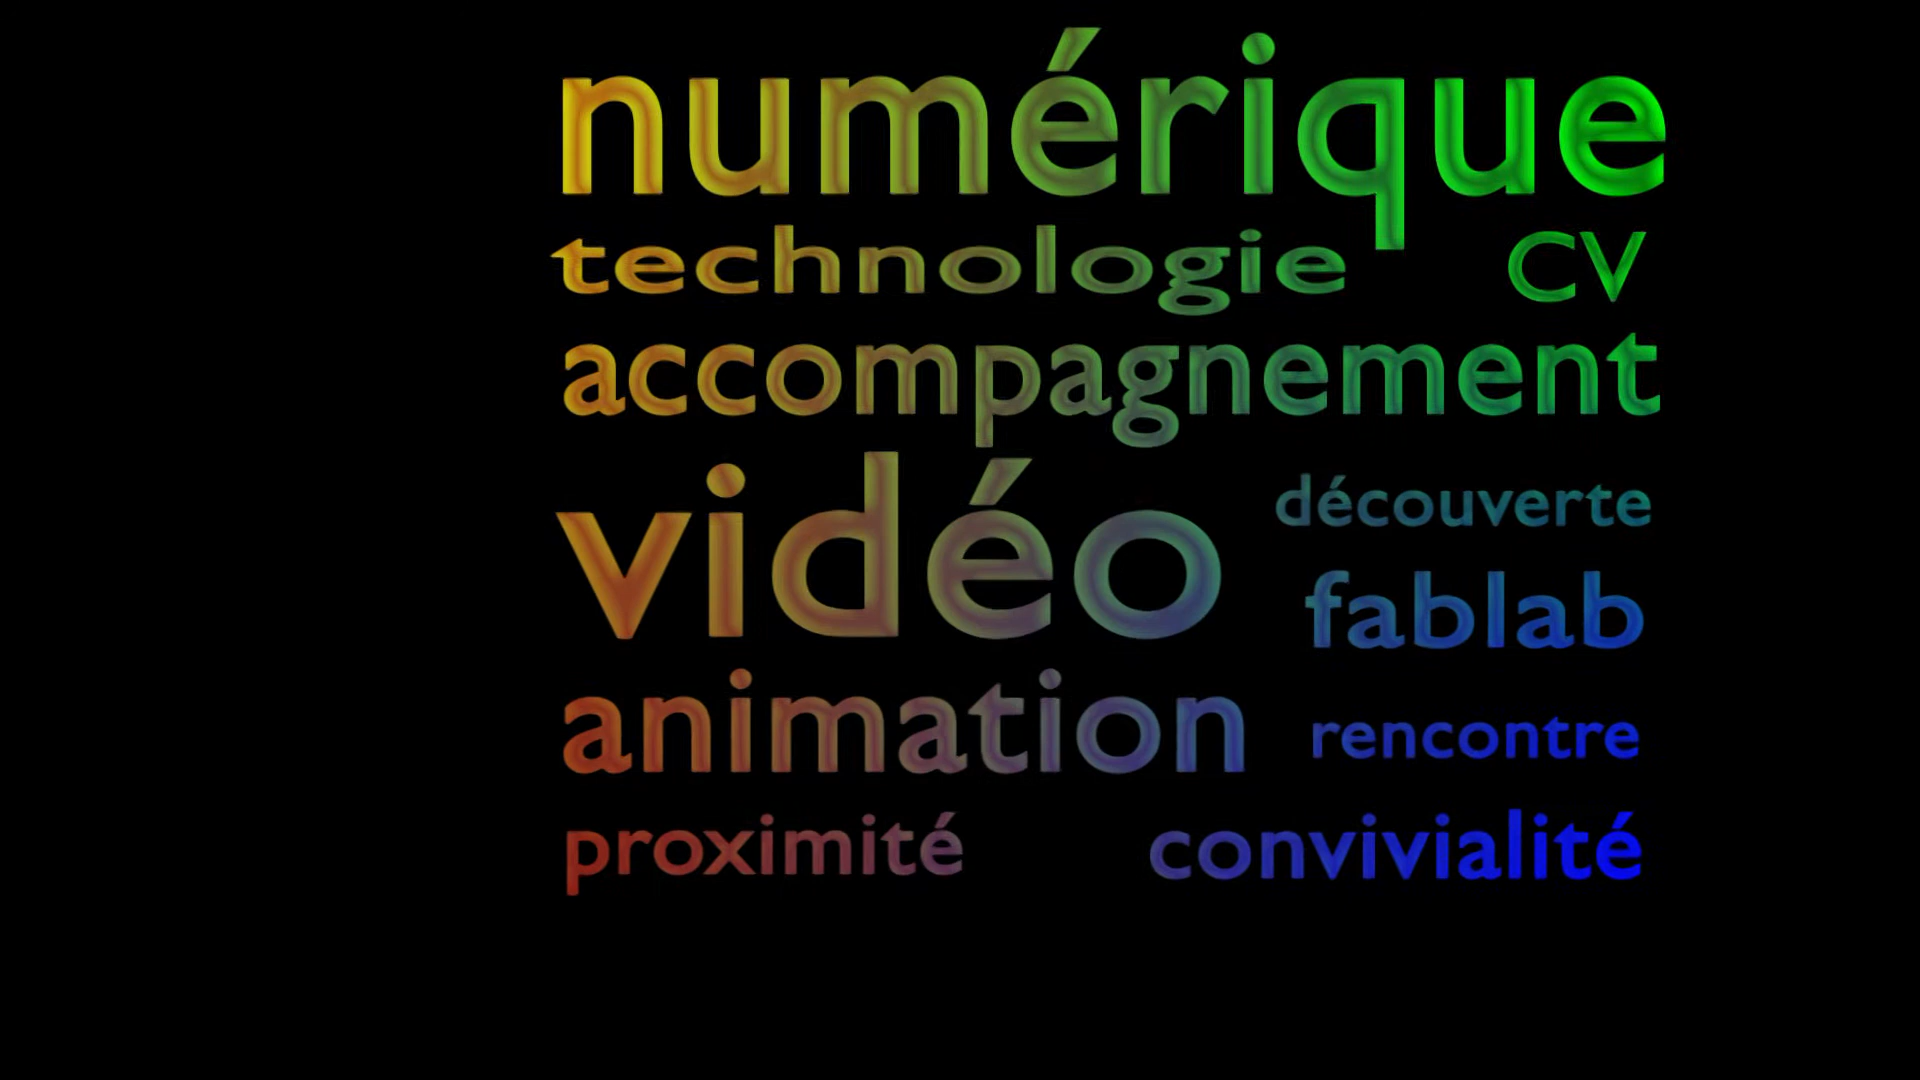 numérique
technologie CV
accompagnement
vidéo découverte
fablab
animation rencontre
proximité convivialité